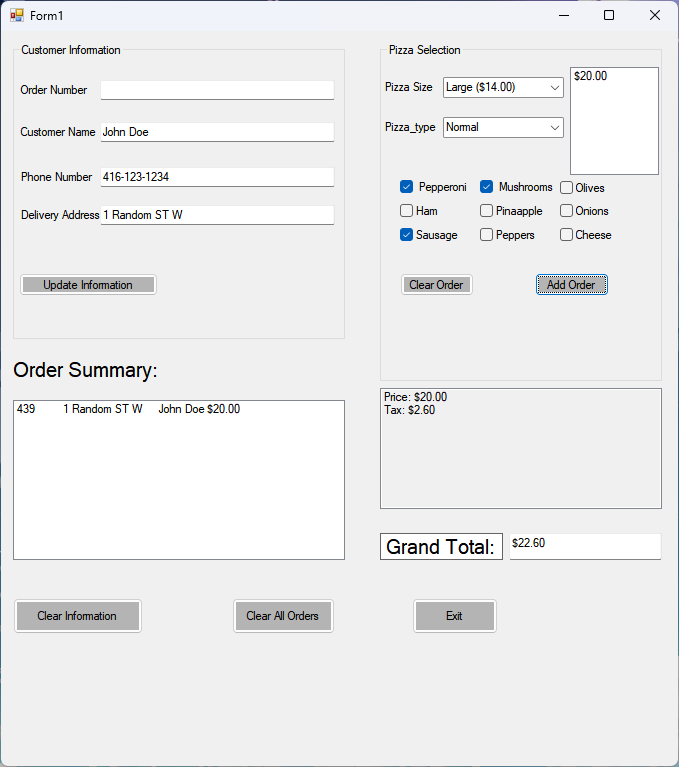 Form1
Customer Information
Order Number
Customer Name John Doe
Phone Number 416-123-1234
Delivery Address 1 Random ST W
Update Information
Pizza Selection
Pizza Size Large ($14.00)
$20.00
Pizza_type Normal
Pepperoni Mushrooms Olives
Ham Pinaapple Onions
Sausage Peppers Cheese
Clear Order Add Order
Order Summary:
439 1 Random ST W John Doe $20.00
Price: $20.00
Tax: $2.60
Grand Total: $22.60
Clear Information Clear All Orders Exit